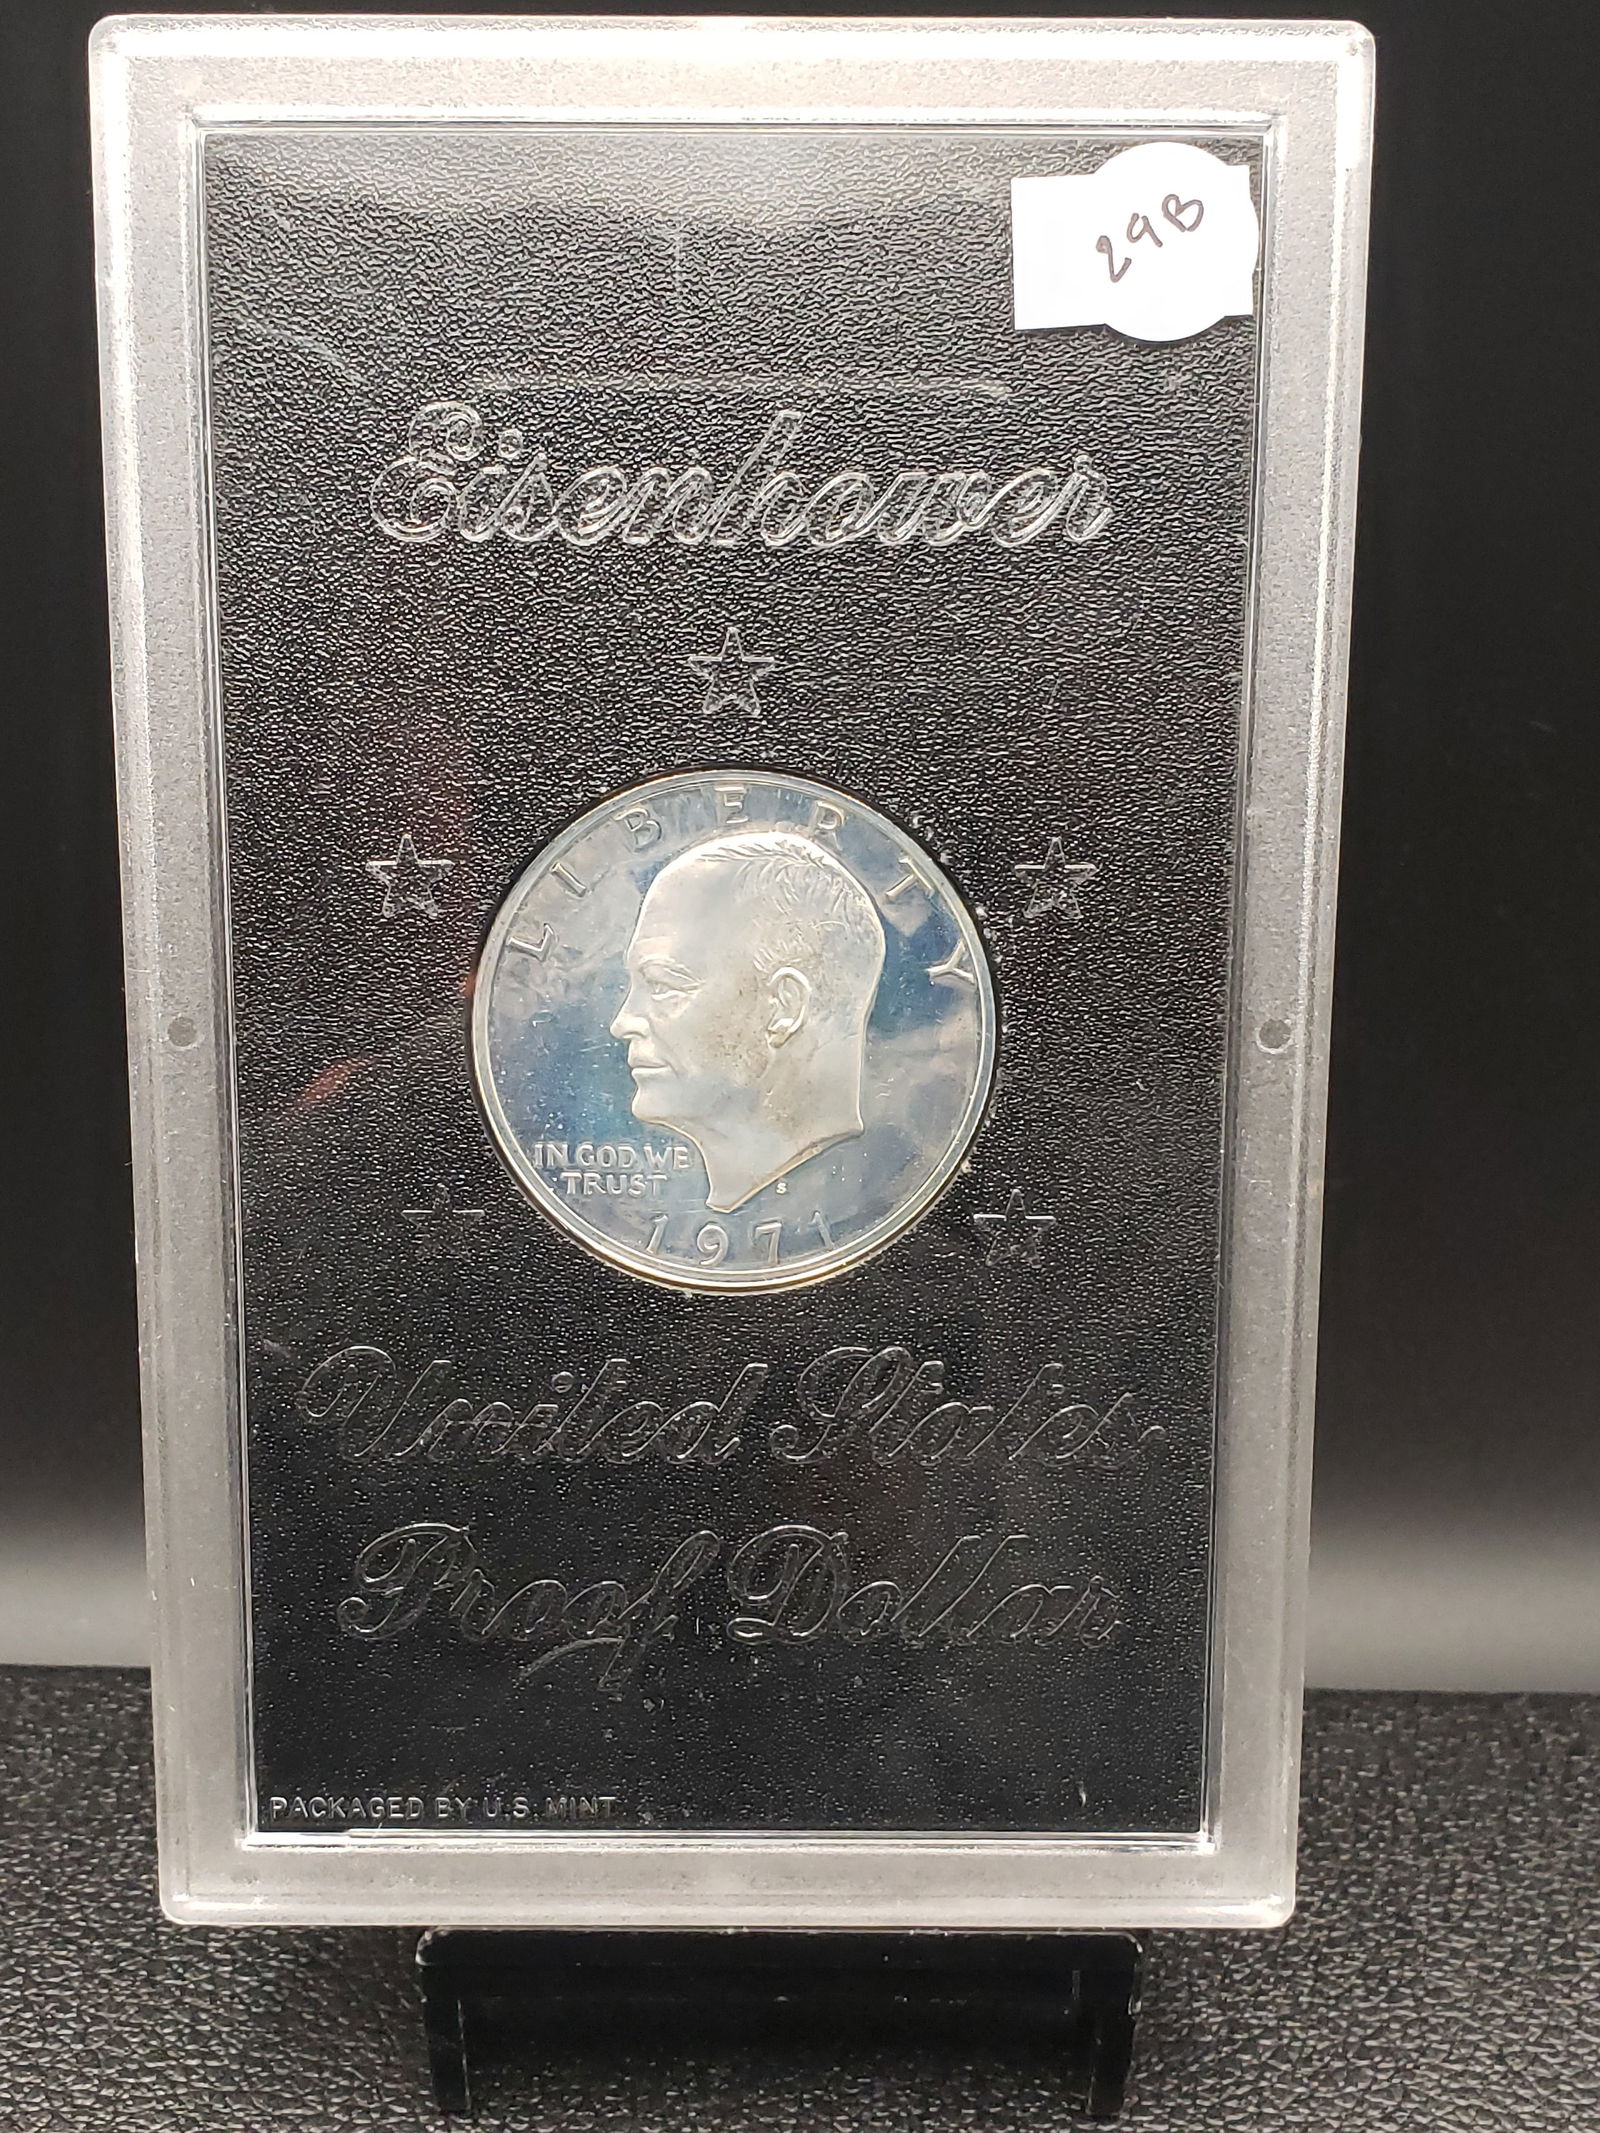 29B
Eisenhower
LIBERTY
IN GOD WE
TRUST
S
1971
United States
Proof Dollar
PACKAGED BY U.S. MINT